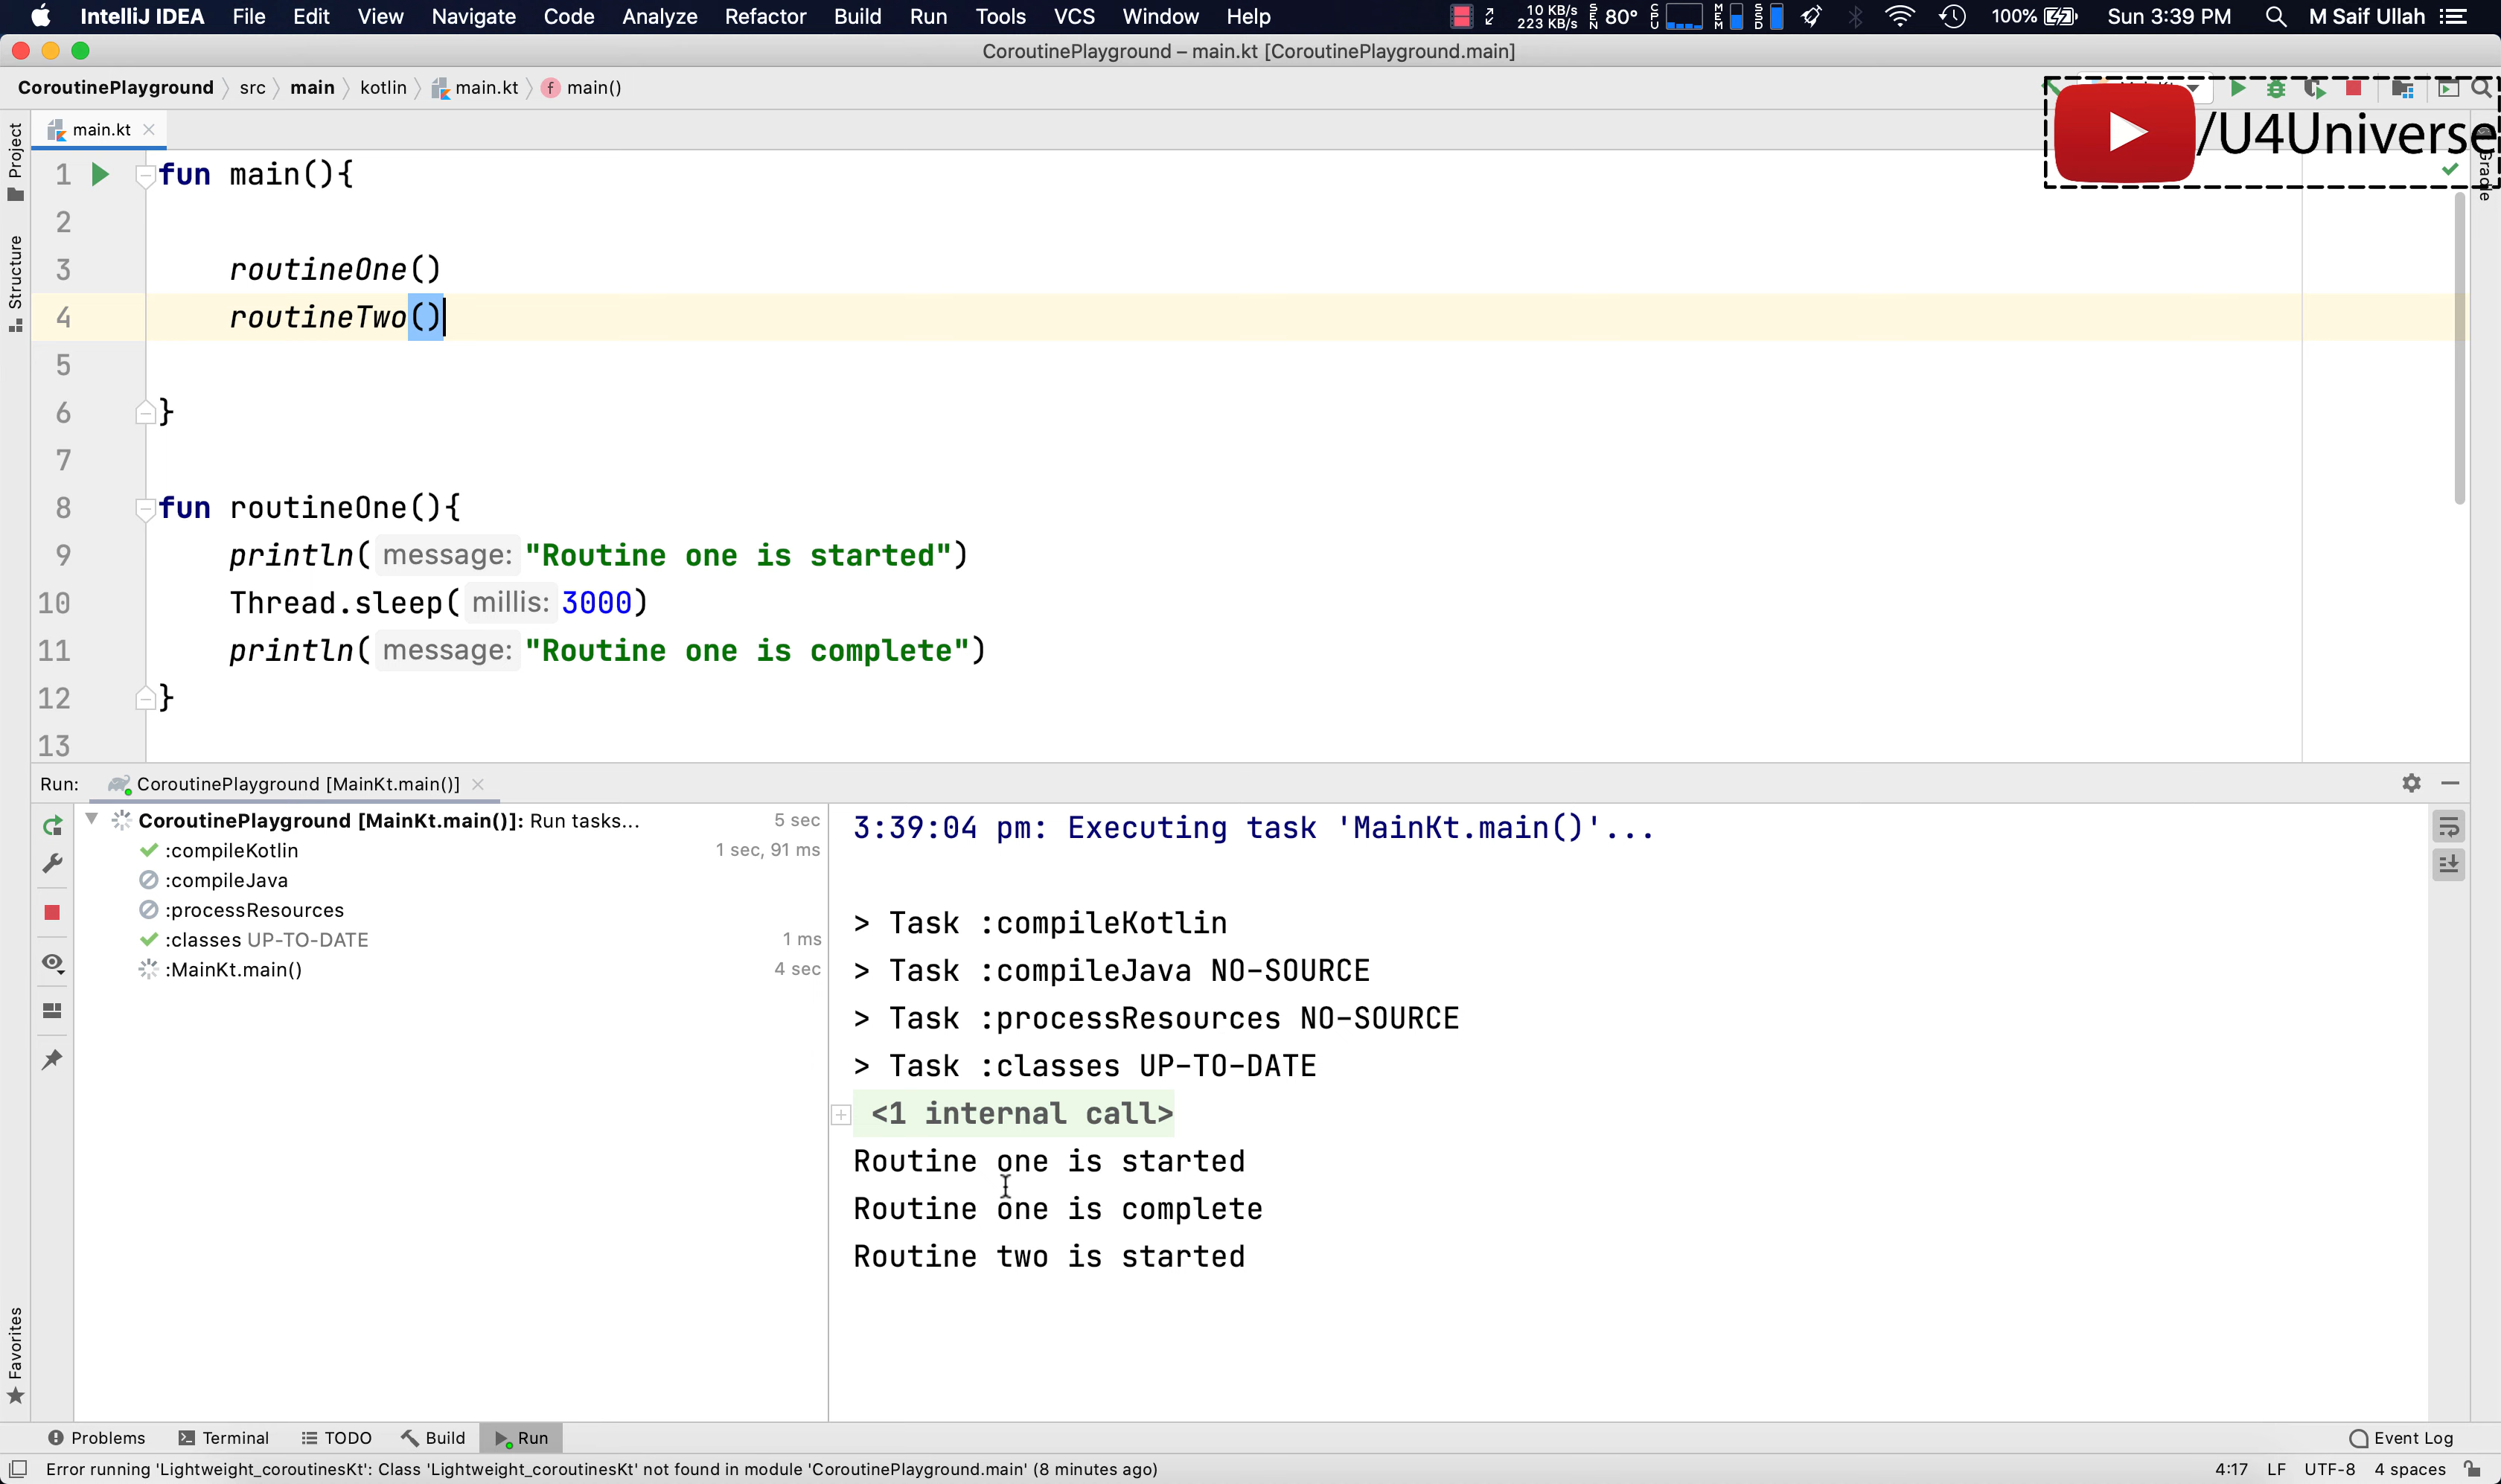 IntelliJ IDEA File Edit View Navigate Code Analyze Refactor Build Run Tools VCS Window Help 10 KB/s 223 KB/s SEN 80° CPU MEM SSD 100% Sun 3:39 PM M Saif Ullah
CoroutinePlayground – main.kt [CoroutinePlayground.main]
CoroutinePlayground src main kotlin main.kt f main()
/U4Universe
main.kt
Project
Structure
Favorites
Gradle
1 fun main(){
2
3 routineOne()
4 routineTwo()
5
6 }
7
8 fun routineOne(){
9 println( message: "Routine one is started")
10 Thread.sleep( millis: 3000)
11 println( message: "Routine one is complete")
12 }
13
Run: CoroutinePlayground [MainKt.main()]
CoroutinePlayground [MainKt.main()]: Run tasks... 5 sec
:compileKotlin 1 sec, 91 ms
:compileJava
:processResources
:classes UP-TO-DATE 1 ms
:MainKt.main() 4 sec
3:39:04 pm: Executing task 'MainKt.main()'...
> Task :compileKotlin
> Task :compileJava NO-SOURCE
> Task :processResources NO-SOURCE
> Task :classes UP-TO-DATE
<1 internal call>
Routine one is started
Routine one is complete
Routine two is started
Problems Terminal TODO Build Run Event Log
Error running 'Lightweight_coroutinesKt': Class 'Lightweight_coroutinesKt' not found in module 'CoroutinePlayground.main' (8 minutes ago) 4:17 LF UTF-8 4 spaces